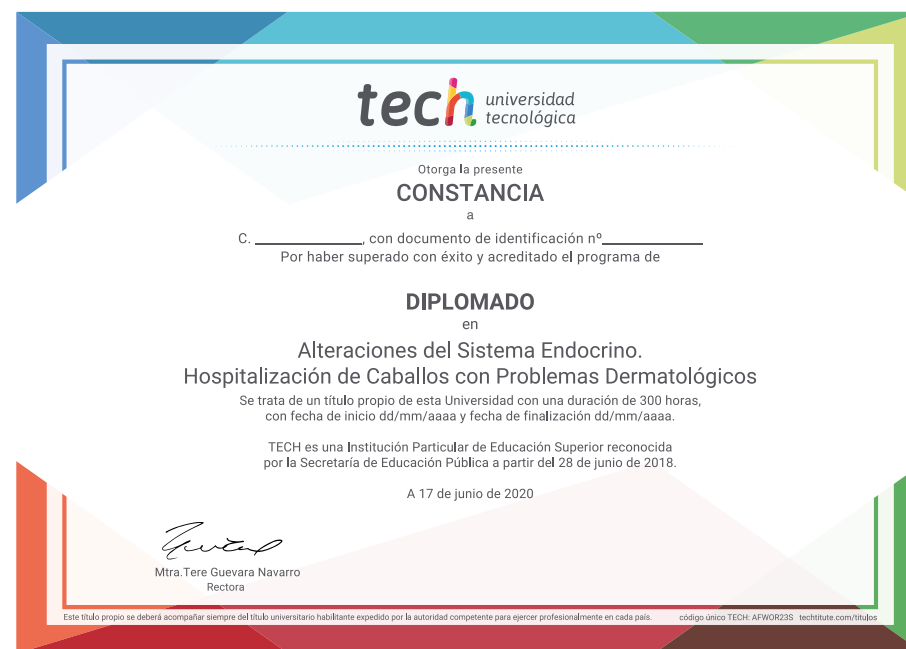 tech universidad
tecnológica
Otorga la presente
CONSTANCIA
a
C. ______________, con documento de identificación nº_____________
Por haber superado con éxito y acreditado el programa de
DIPLOMADO
en
Alteraciones del Sistema Endocrino.
Hospitalización de Caballos con Problemas Dermatológicos
Se trata de un título propio de esta Universidad con una duración de 300 horas,
con fecha de inicio dd/mm/aaaa y fecha de finalización dd/mm/aaaa.
TECH es una Institución Particular de Educación Superior reconocida
por la Secretaría de Educación Pública a partir del 28 de junio de 2018.
A 17 de junio de 2020
Mtra.Tere Guevara Navarro
Rectora
Este título propio se deberá acompañar siempre del título universitario habilitante expedido por la autoridad competente para ejercer profesionalmente en cada país. código único TECH: AFWOR23S techtitute.com/titulos